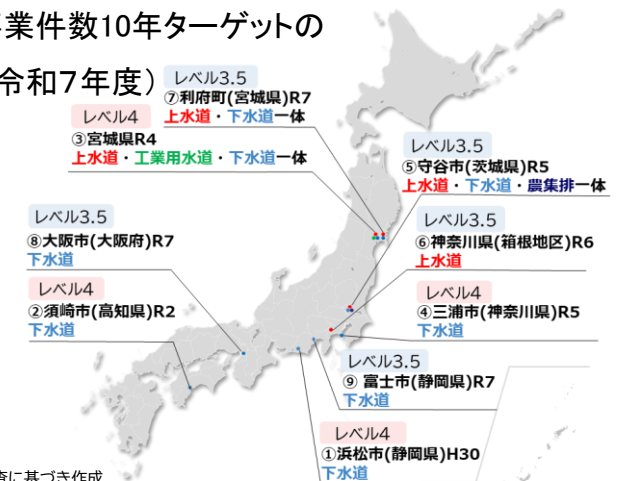 業件数10年ターゲットの
令和7年度)
レベル3.5
⑦利府町(宮城県)R7
上水道・下水道一体
レベル4
③宮城県R4
上水道・工業用水道・下水道一体
レベル3.5
⑤守谷市(茨城県)R5
上水道・下水道・農集排一体
レベル3.5
⑧大阪市(大阪府)R7
下水道
レベル3.5
⑥神奈川県(箱根地区)R6
上水道
レベル4
②須崎市(高知県)R2
下水道
レベル4
④三浦市(神奈川県)R5
下水道
レベル3.5
⑨ 富士市(静岡県)R7
下水道
レベル4
①浜松市(静岡県)H30
下水道
査に基づき作成